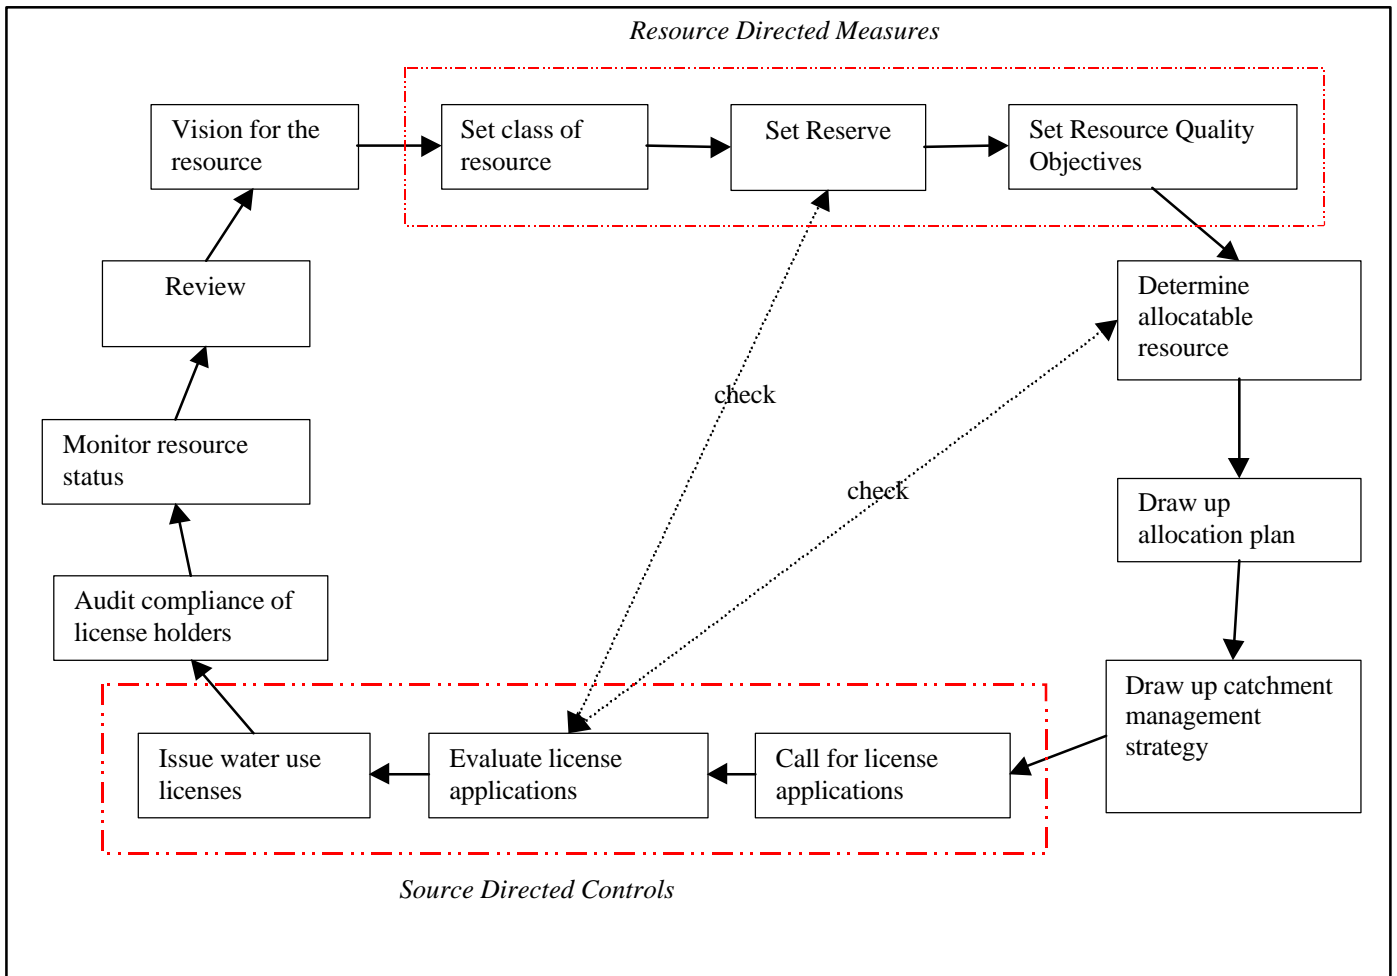 Resource Directed Measures
Vision for the
resource
Set class of
resource
Set Reserve
Set Resource Quality
Objectives
Review
Determine
allocatable
resource
check
Monitor resource
status
check
Draw up
allocation plan
Audit compliance of
license holders
Draw up catchment
management
strategy
Issue water use
licenses
Evaluate license
applications
Call for license
applications
Source Directed Controls